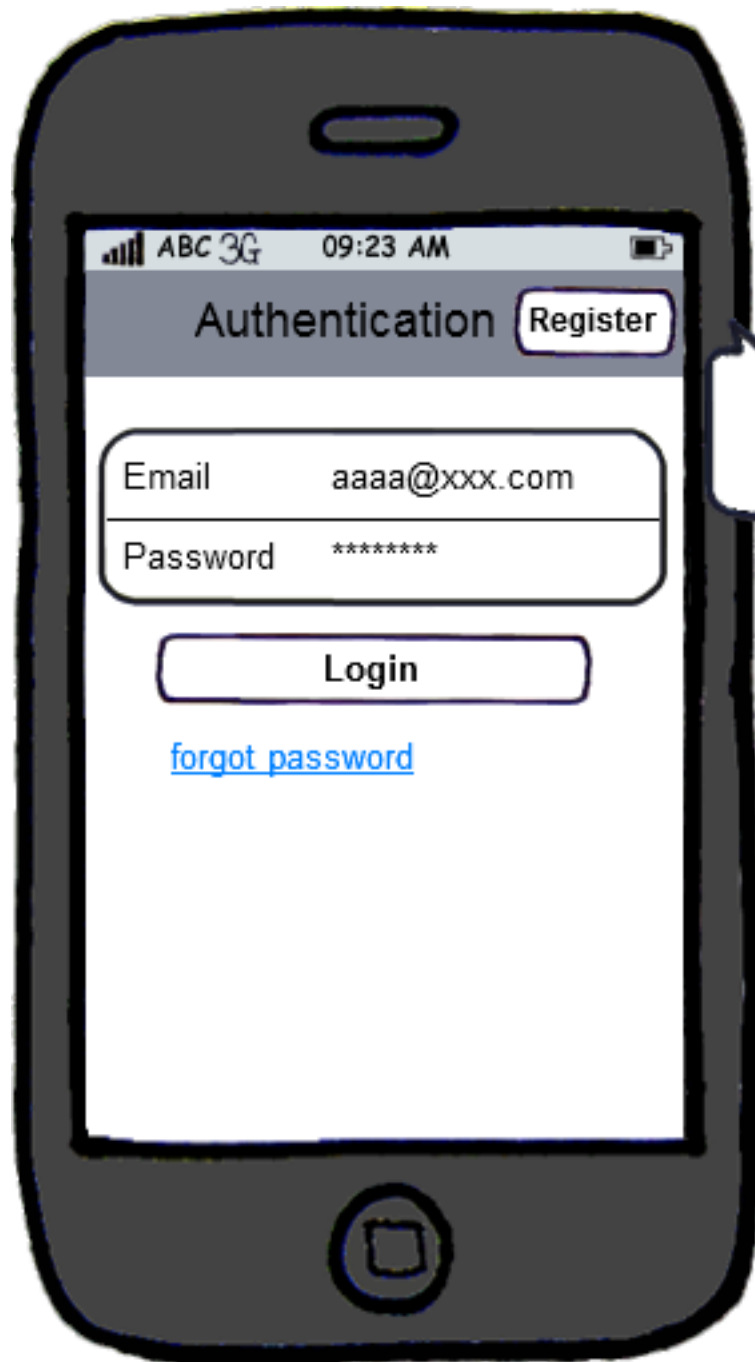 ABC 3G 09:23 AM
Authentication Register
Email aaaa@xxx.com
Password ********
Login
forgot password